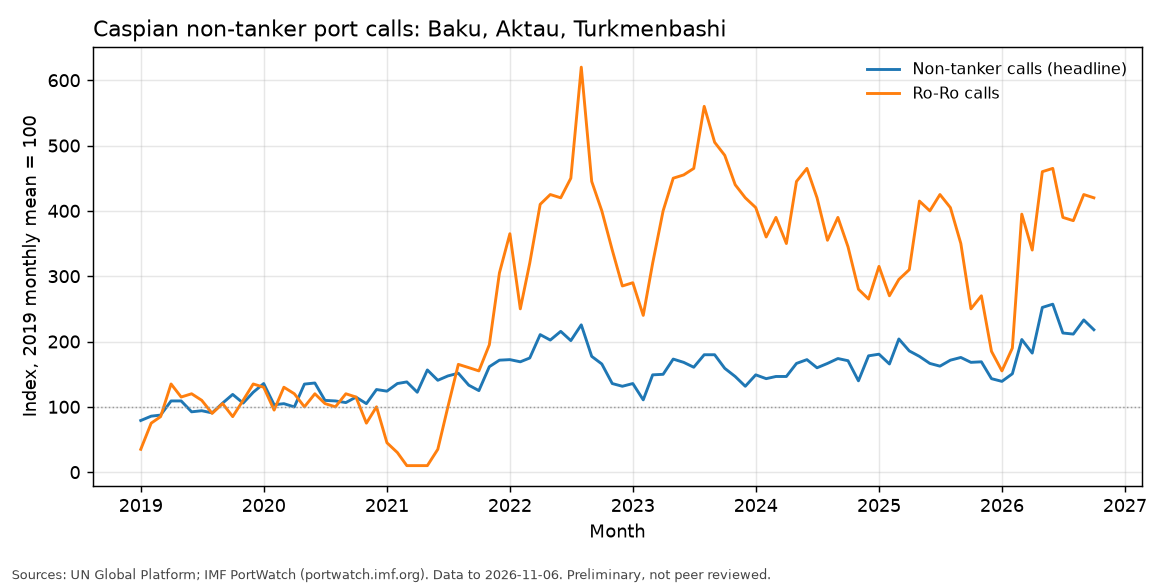 Caspian non-tanker port calls: Baku, Aktau, Turkmenbashi
Non-tanker calls (headline)
Ro-Ro calls
Index, 2019 monthly mean = 100
600
500
400
300
200
100
0
2019 2020 2021 2022 2023 2024 2025 2026 2027
Month
Sources: UN Global Platform; IMF PortWatch (portwatch.imf.org). Data to 2026-11-06. Preliminary, not peer reviewed.